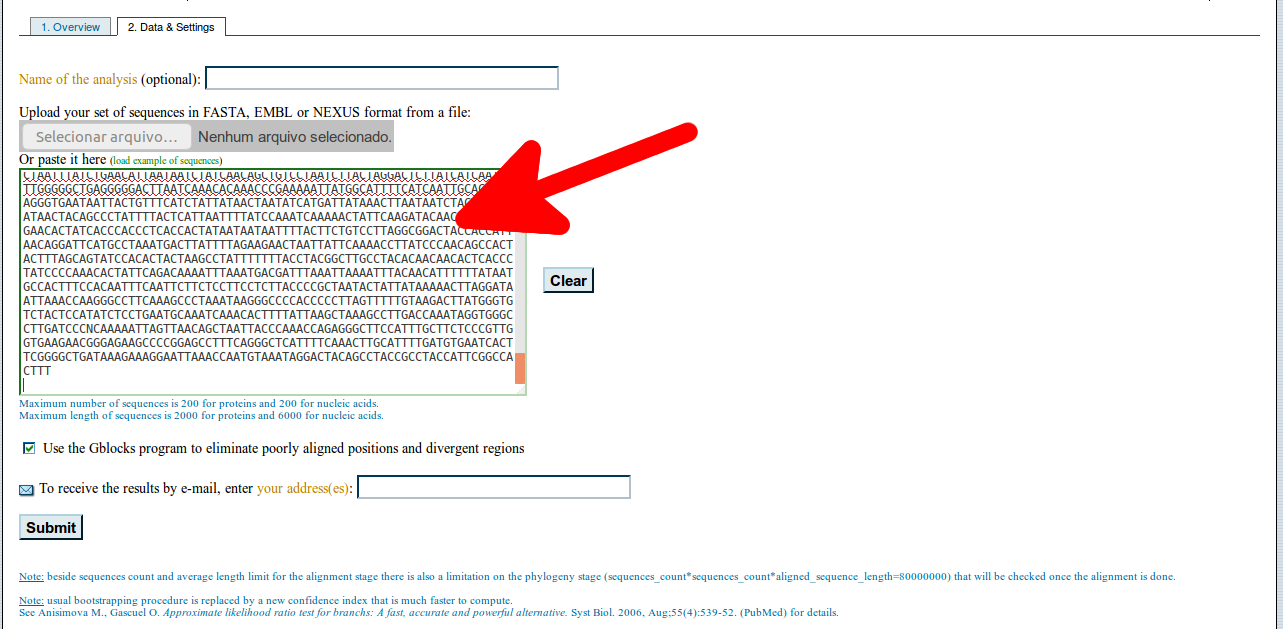 1. Overview
2. Data & Settings
Name of the analysis (optional):
Upload your set of sequences in FASTA, EMBL or NEXUS format from a file:
Selecionar arquivo... Nenhum arquivo selecionado.
Or paste it here (load example of sequences)
TTGGGGGCTGAGGGGGACTTAATCAAACACAAACCCGAAAAATTATGGCATTTTCATCAATTGCAG
AGGGTGAATAATTACTGTTTCATCTATTATAACTAATATCATGATTATAAACTTAATAATCTA
ATAACTACAGCCCTATTTTACTCATTAATTTTATCCAAATCAAAAACTATTCAAGATACAAC
GAACACTATCACCCACCCTCACCACTATAATAATAATTTTACTTCTGTCCTTAGGCGGACTACCACCATT
AACAGGATTCATGCCTAAATGACTTATTTTAGAAGAACTAATTATTCAAAACCTTATCCCAACAGCCACT
ACTTTAGCAGTATCCACACTACTAAGCCTATTTTTTTACCTACGGCTTGCCTACACAACAACACTCACCC
TATCCCCAAACACTATTCAGACAAAATTTAAATGACGATTTAAATTAAAATTTACAACATTTTTTATAAT
GCCACTTTCCACAATTTCAATTCTTCTCCTTCCTCTTACCCCGCTAATACTATTATAAAAACTTAGGATA
ATTAAACCAAGGGCCTTCAAAGCCCTAAATAAGGGCCCCACCCCCTTAGTTTTTGTAAGACTTATGGGTG
TCTACTCCATATCTCCTGAATGCAAATCAAACACTTTTATTAAGCTAAAGCCTTGACCAAATAGGTGGGC
CTTGATCCCNCAAAAATTAGTTAACAGCTAATTACCCAAACCAGAGGGCTTCCATTTGCTTCTCCCGTTG
GTGAAGAACGGGAGAAGCCCCGGAGCCTTTCAGGGCTCATTTTCAAACTTGCATTTTGATGTGAATCACT
TCGGGGCTGATAAAGAAAGGAATTAAACCAATGTAAATAGGACTACAGCCTACCGCCTACCATTCGGCCA
CTTT
Clear
Maximum number of sequences is 200 for proteins and 200 for nucleic acids.
Maximum length of sequences is 2000 for proteins and 6000 for nucleic acids.
Use the Gblocks program to eliminate poorly aligned positions and divergent regions
To receive the results by e-mail, enter your address(es):
Submit
Note: beside sequences count and average length limit for the alignment stage there is also a limitation on the phylogeny stage (sequences_count*sequences_count*aligned_sequence_length=80000000) that will be checked once the alignment is done.
Note: usual bootstrapping procedure is replaced by a new confidence index that is much faster to compute.
See Anisimova M., Gascuel O. Approximate likelihood ratio test for branchs: A fast, accurate and powerful alternative. Syst Biol. 2006, Aug;55(4):539-52. (PubMed) for details.